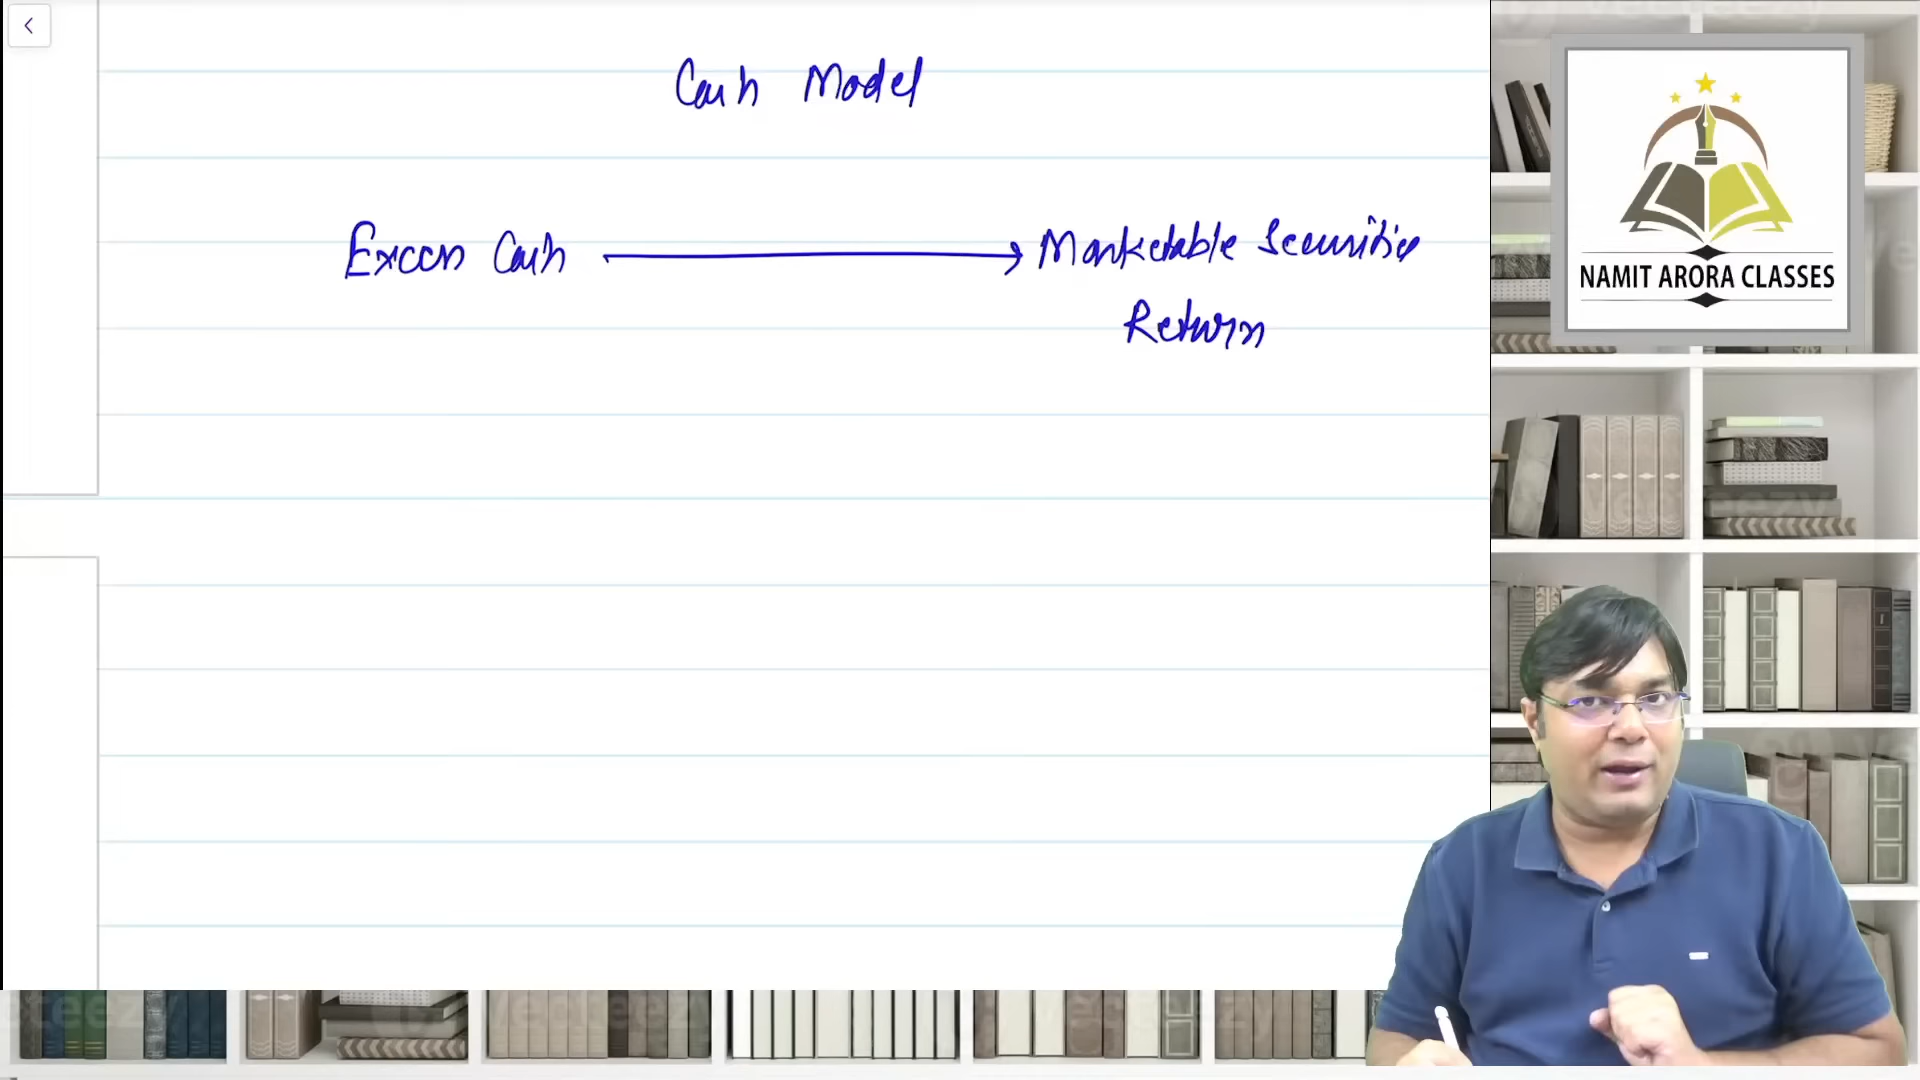 Cash Model
Excess Cash → Marketable Securities
Return
NAMIT ARORA CLASSES